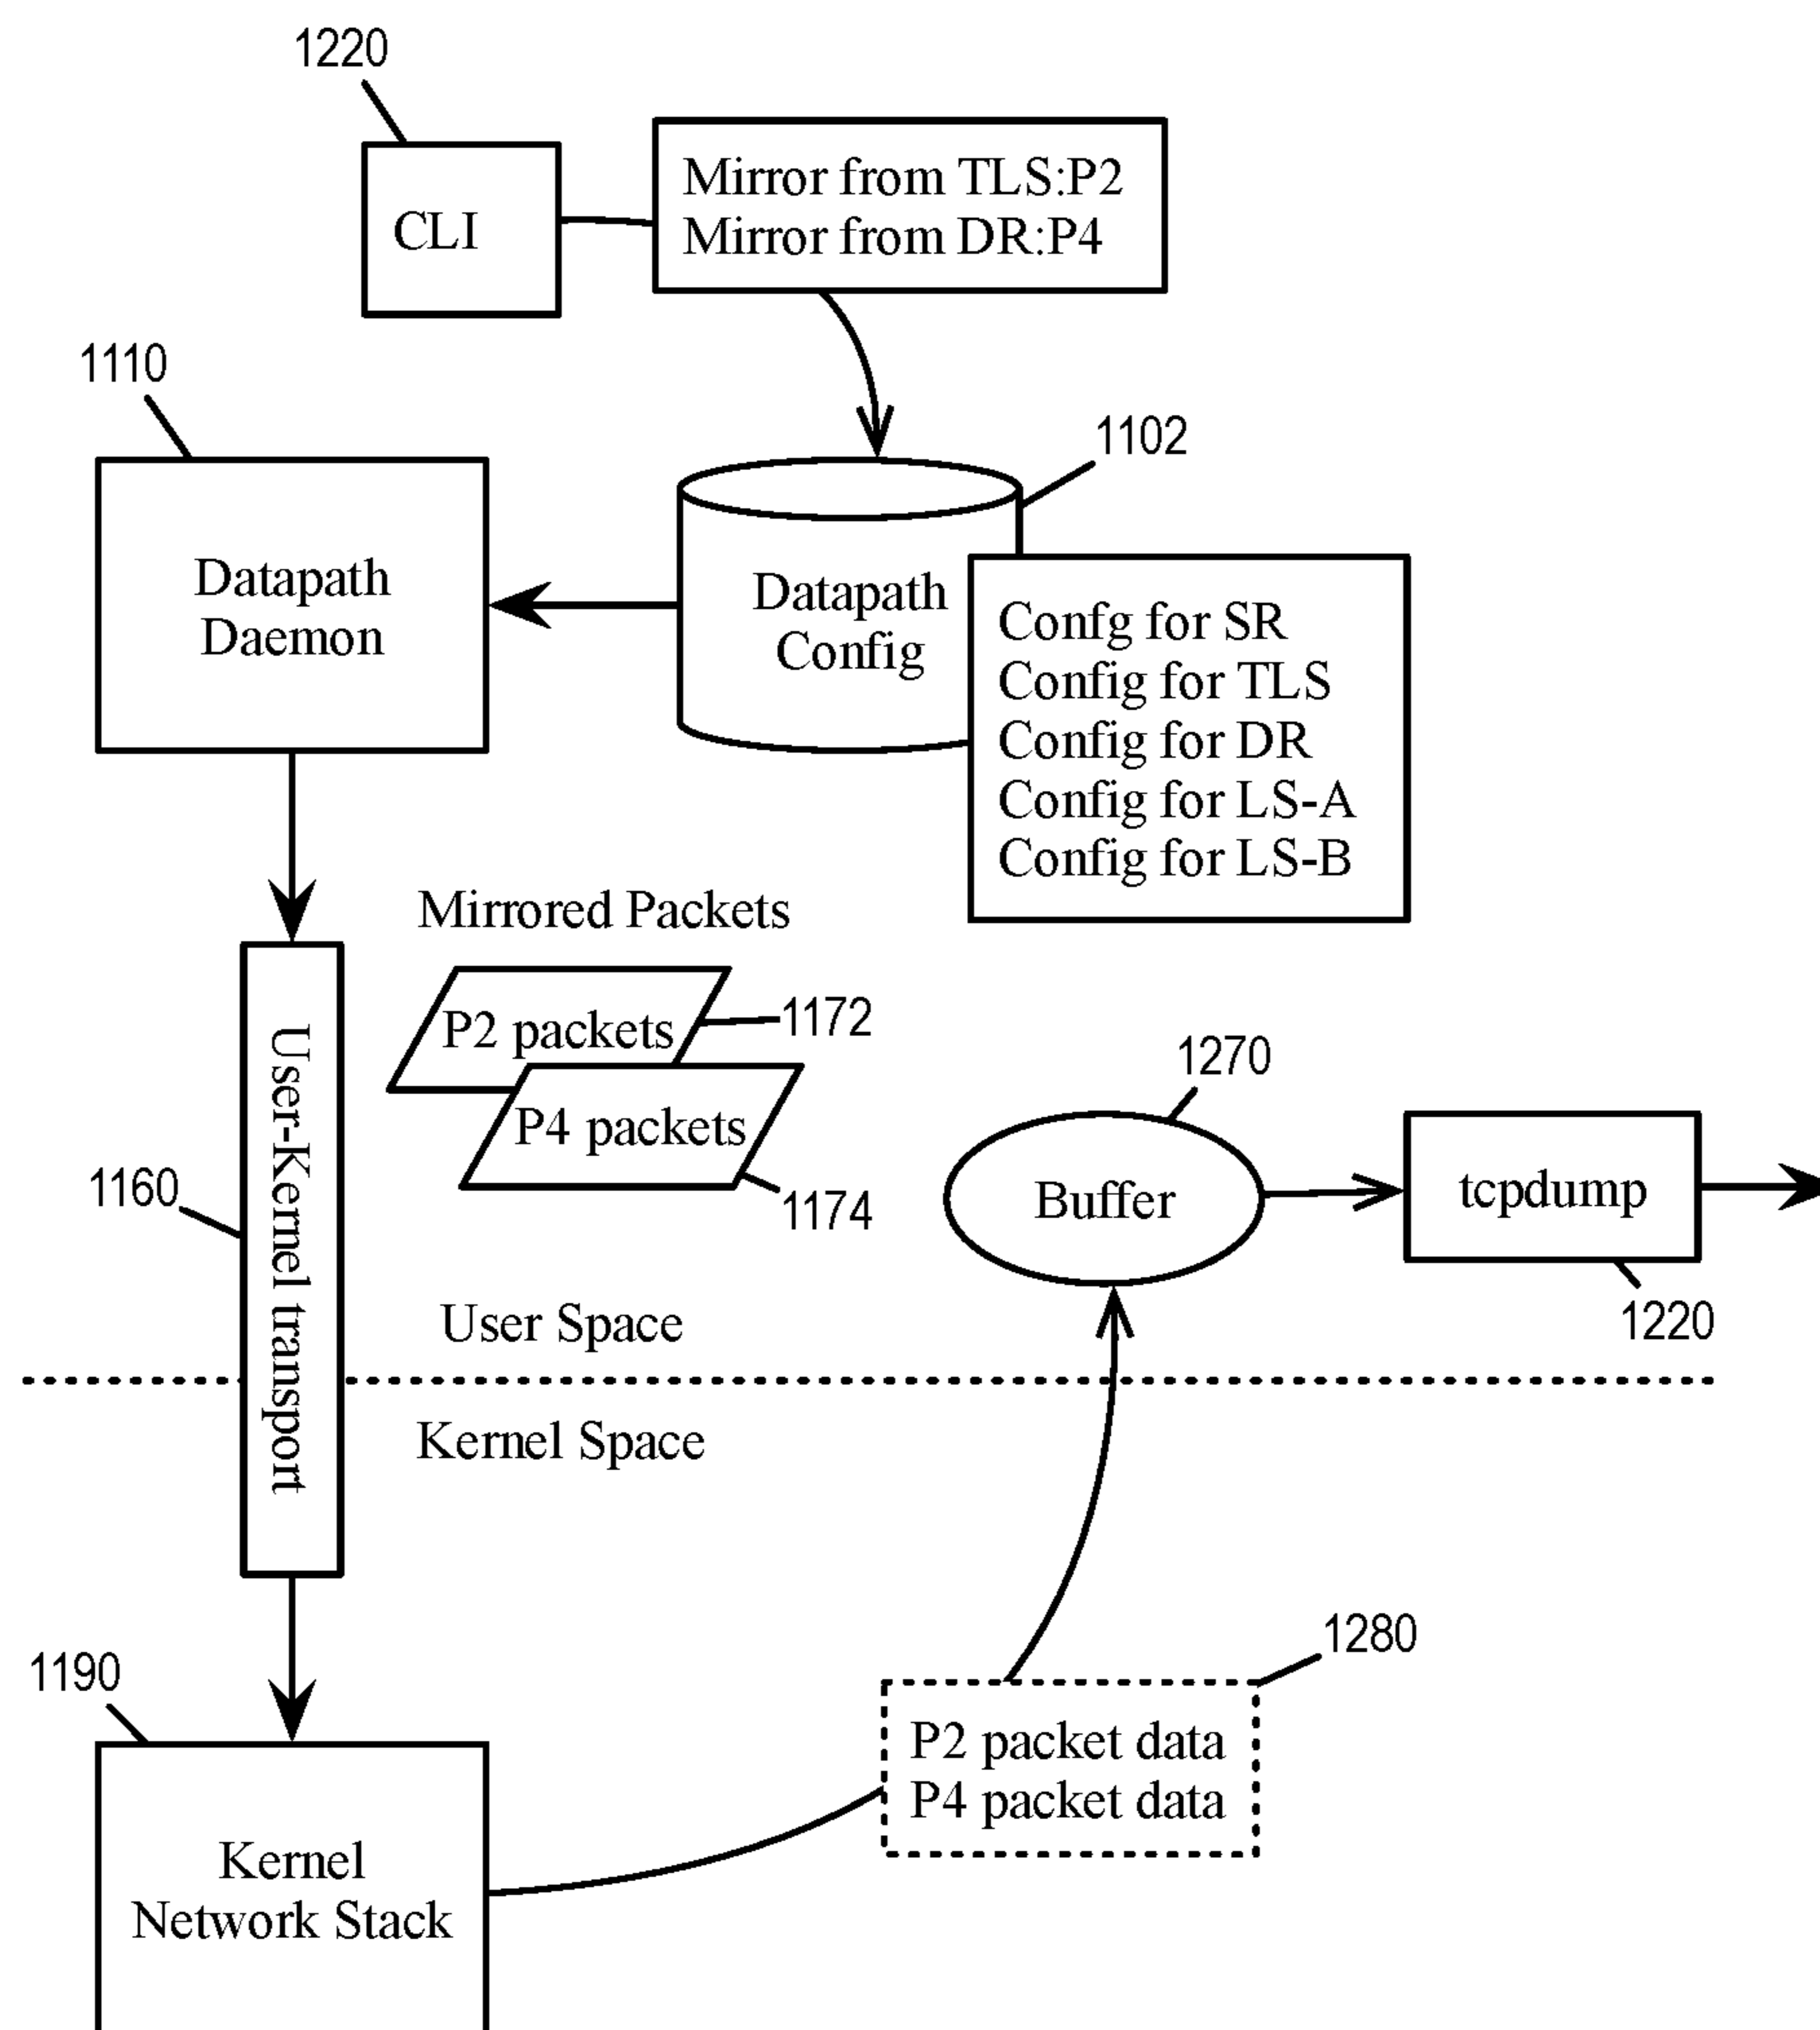 1220
CLI
Mirror from TLS:P2
Mirror from DR:P4
1110
1102
Datapath
Daemon
Datapath
Config
Confg for SR
Config for TLS
Config for DR
Config for LS-A
Config for LS-B
Mirrored Packets
P2 packets
1172
P4 packets
1174
User-Kernel transport
1160
1270
Buffer
tcpdump
1220
User Space
Kernel Space
1280
P2 packet data
P4 packet data
1190
Kernel
Network Stack